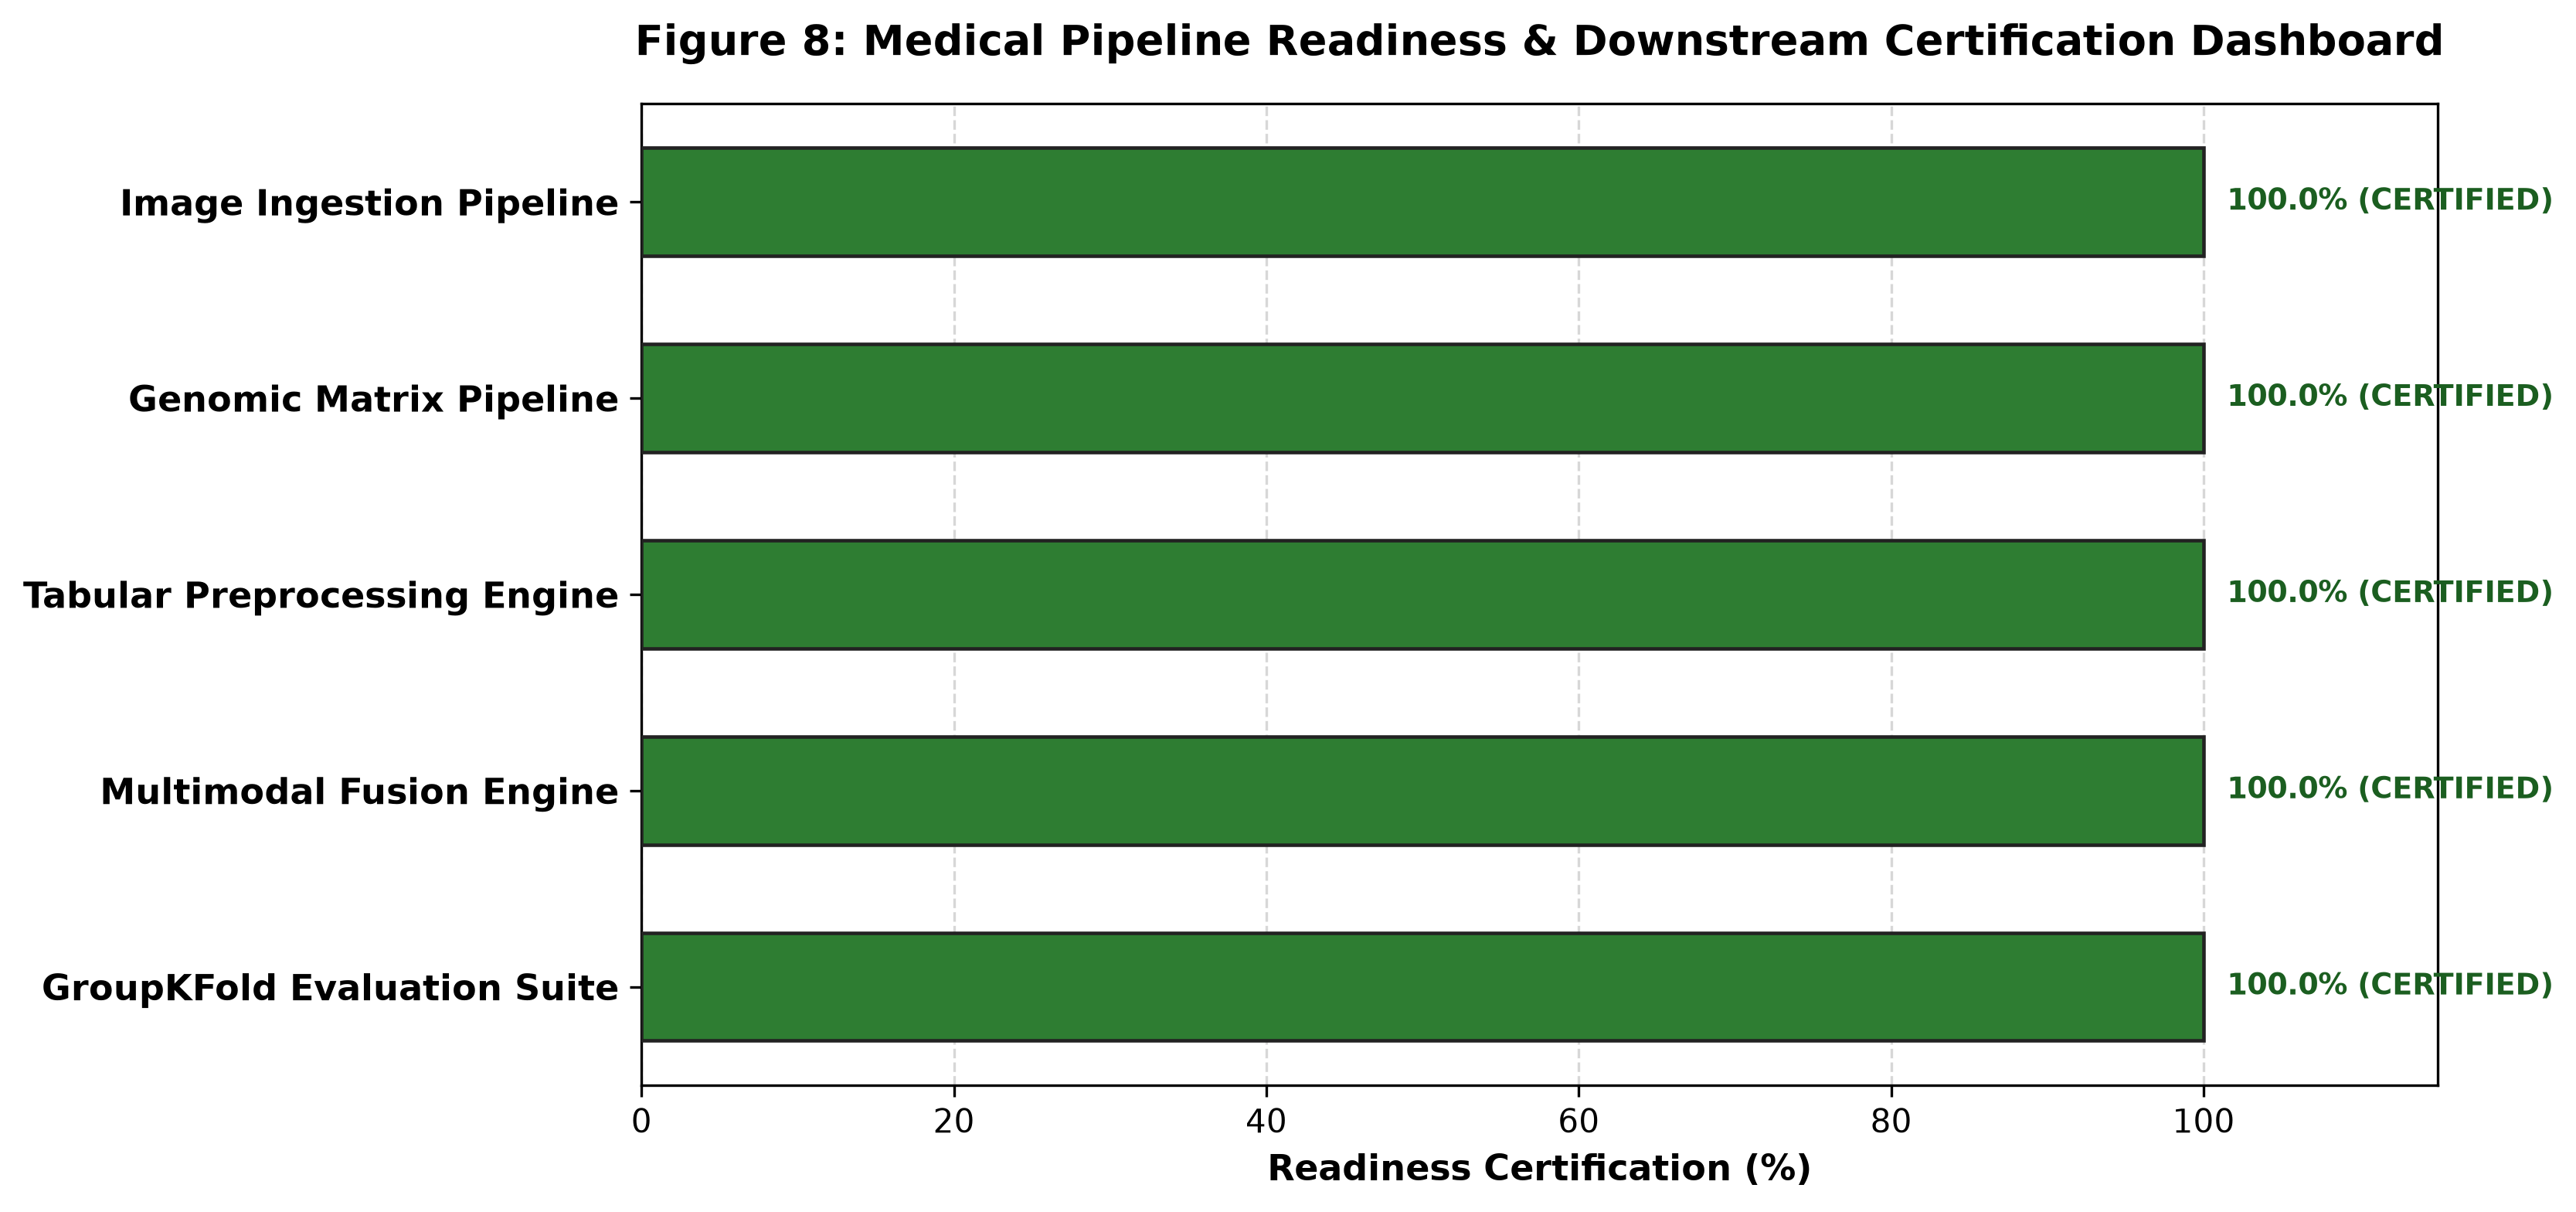 Figure 8: Medical Pipeline Readiness & Downstream Certification Dashboard
Image Ingestion Pipeline
100.0% (CERTIFIED)
Genomic Matrix Pipeline
100.0% (CERTIFIED)
Tabular Preprocessing Engine
100.0% (CERTIFIED)
Multimodal Fusion Engine
100.0% (CERTIFIED)
GroupKFold Evaluation Suite
100.0% (CERTIFIED)
0 20 40 60 80 100
Readiness Certification (%)